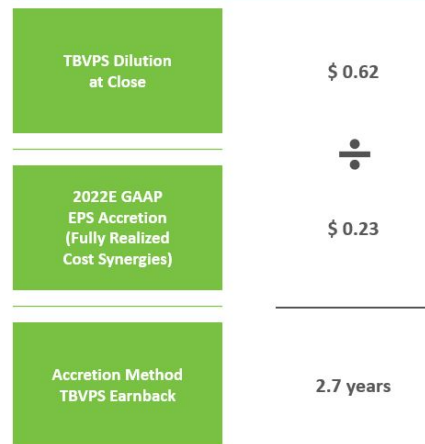 TBVPS Dilution
at Close
$ 0.62
÷
2022E GAAP
EPS Accretion
(Fully Realized
Cost Synergies)
$ 0.23
Accretion Method
TBVPS Earnback
2.7 years